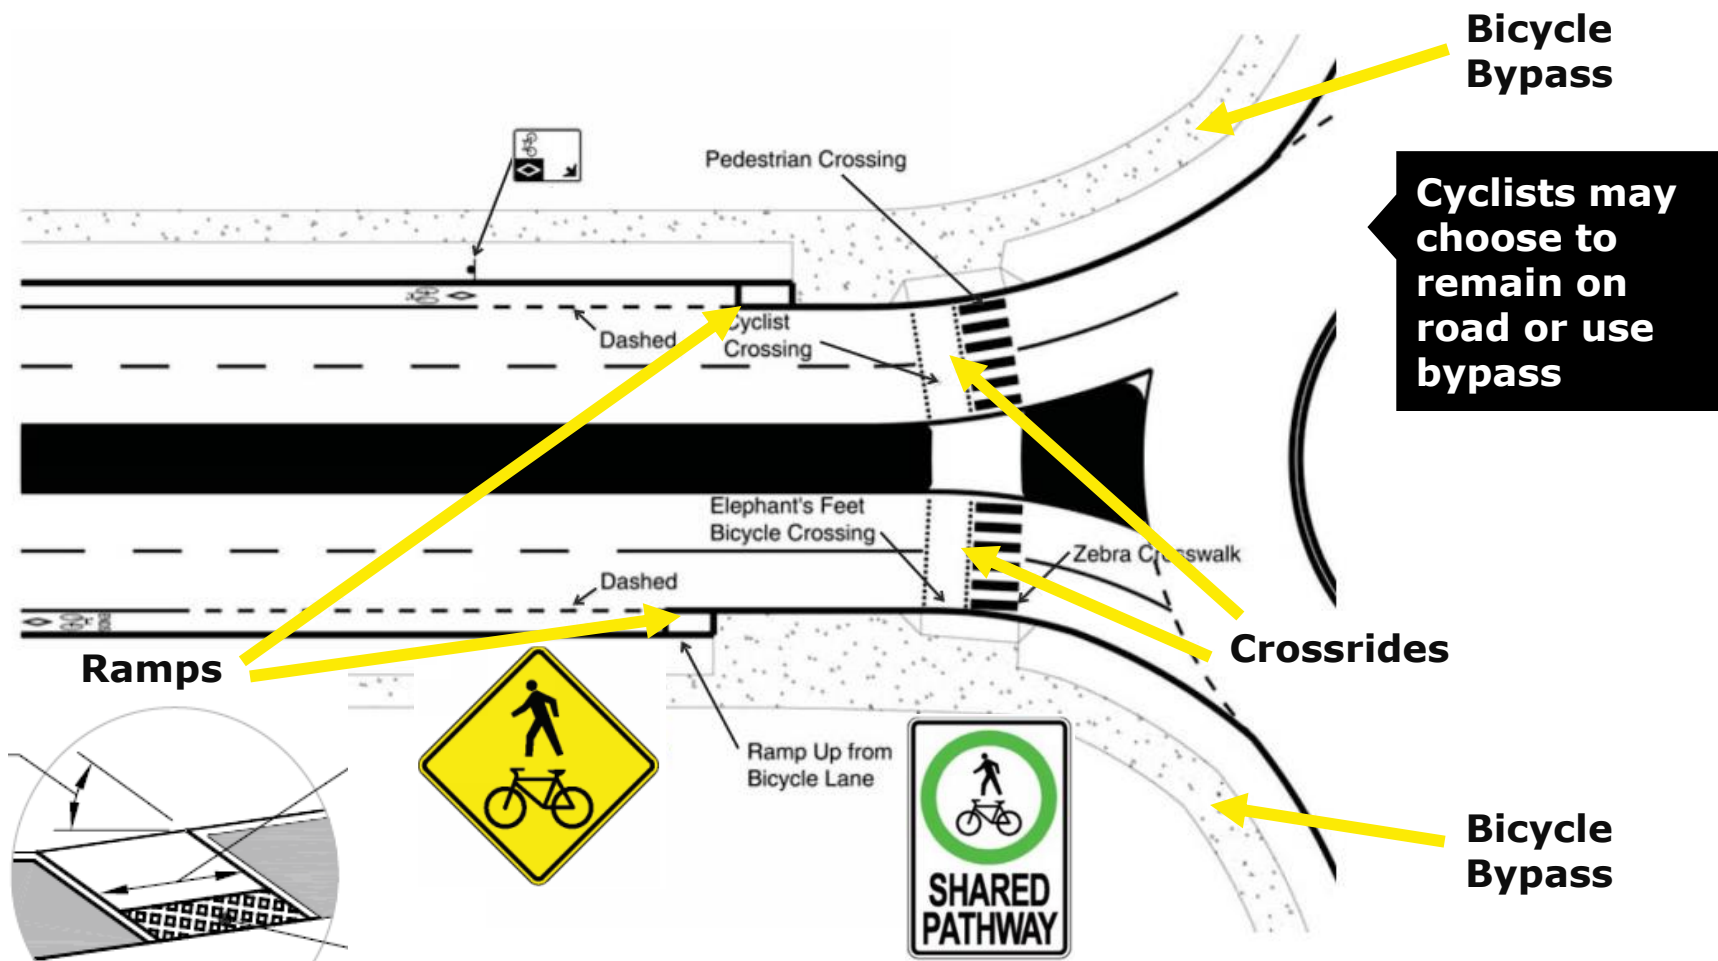 Bicycle
Bypass
Pedestrian Crossing
Cyclists may
choose to
remain on
road or use
bypass
Cyclist
Crossing
Dashed
Elephant's Feet
Bicycle Crossing
Zebra Crosswalk
Dashed
Ramps
Crossrides
Ramp Up from
Bicycle Lane
SHARED
PATHWAY
Bicycle
Bypass